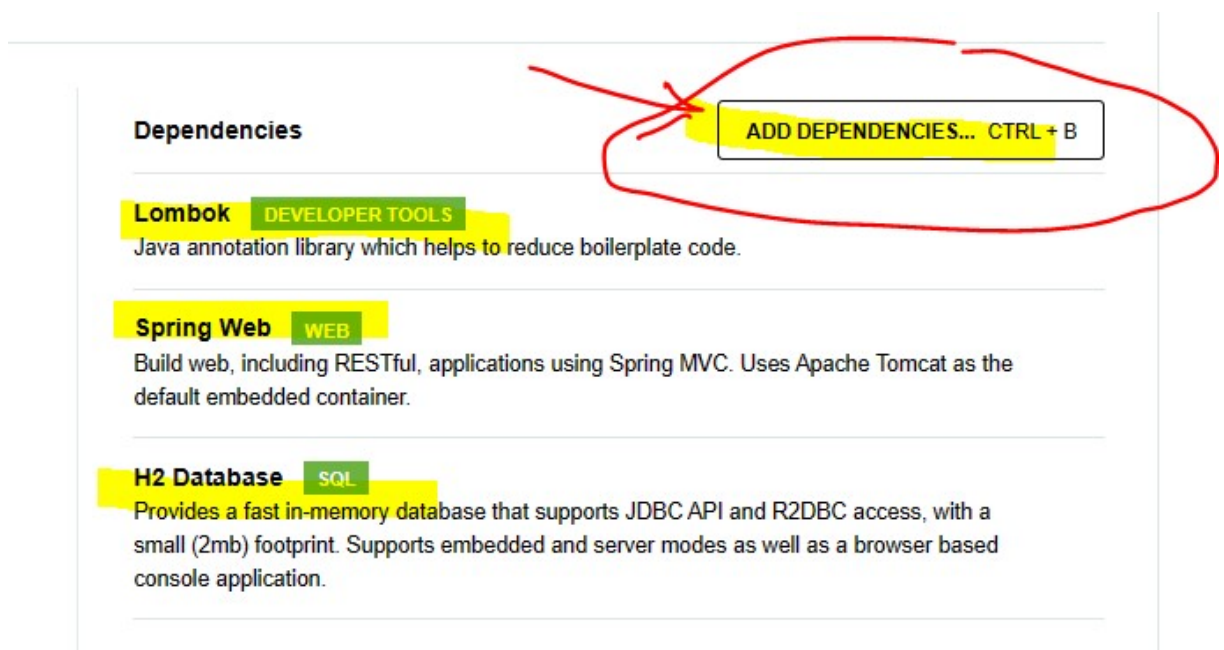 Dependencies
ADD DEPENDENCIES... CTRL + B
Lombok DEVELOPER TOOLS
Java annotation library which helps to reduce boilerplate code.
Spring Web WEB
Build web, including RESTful, applications using Spring MVC. Uses Apache Tomcat as the
default embedded container.
H2 Database SQL
Provides a fast in-memory database that supports JDBC API and R2DBC access, with a
small (2mb) footprint. Supports embedded and server modes as well as a browser based
console application.